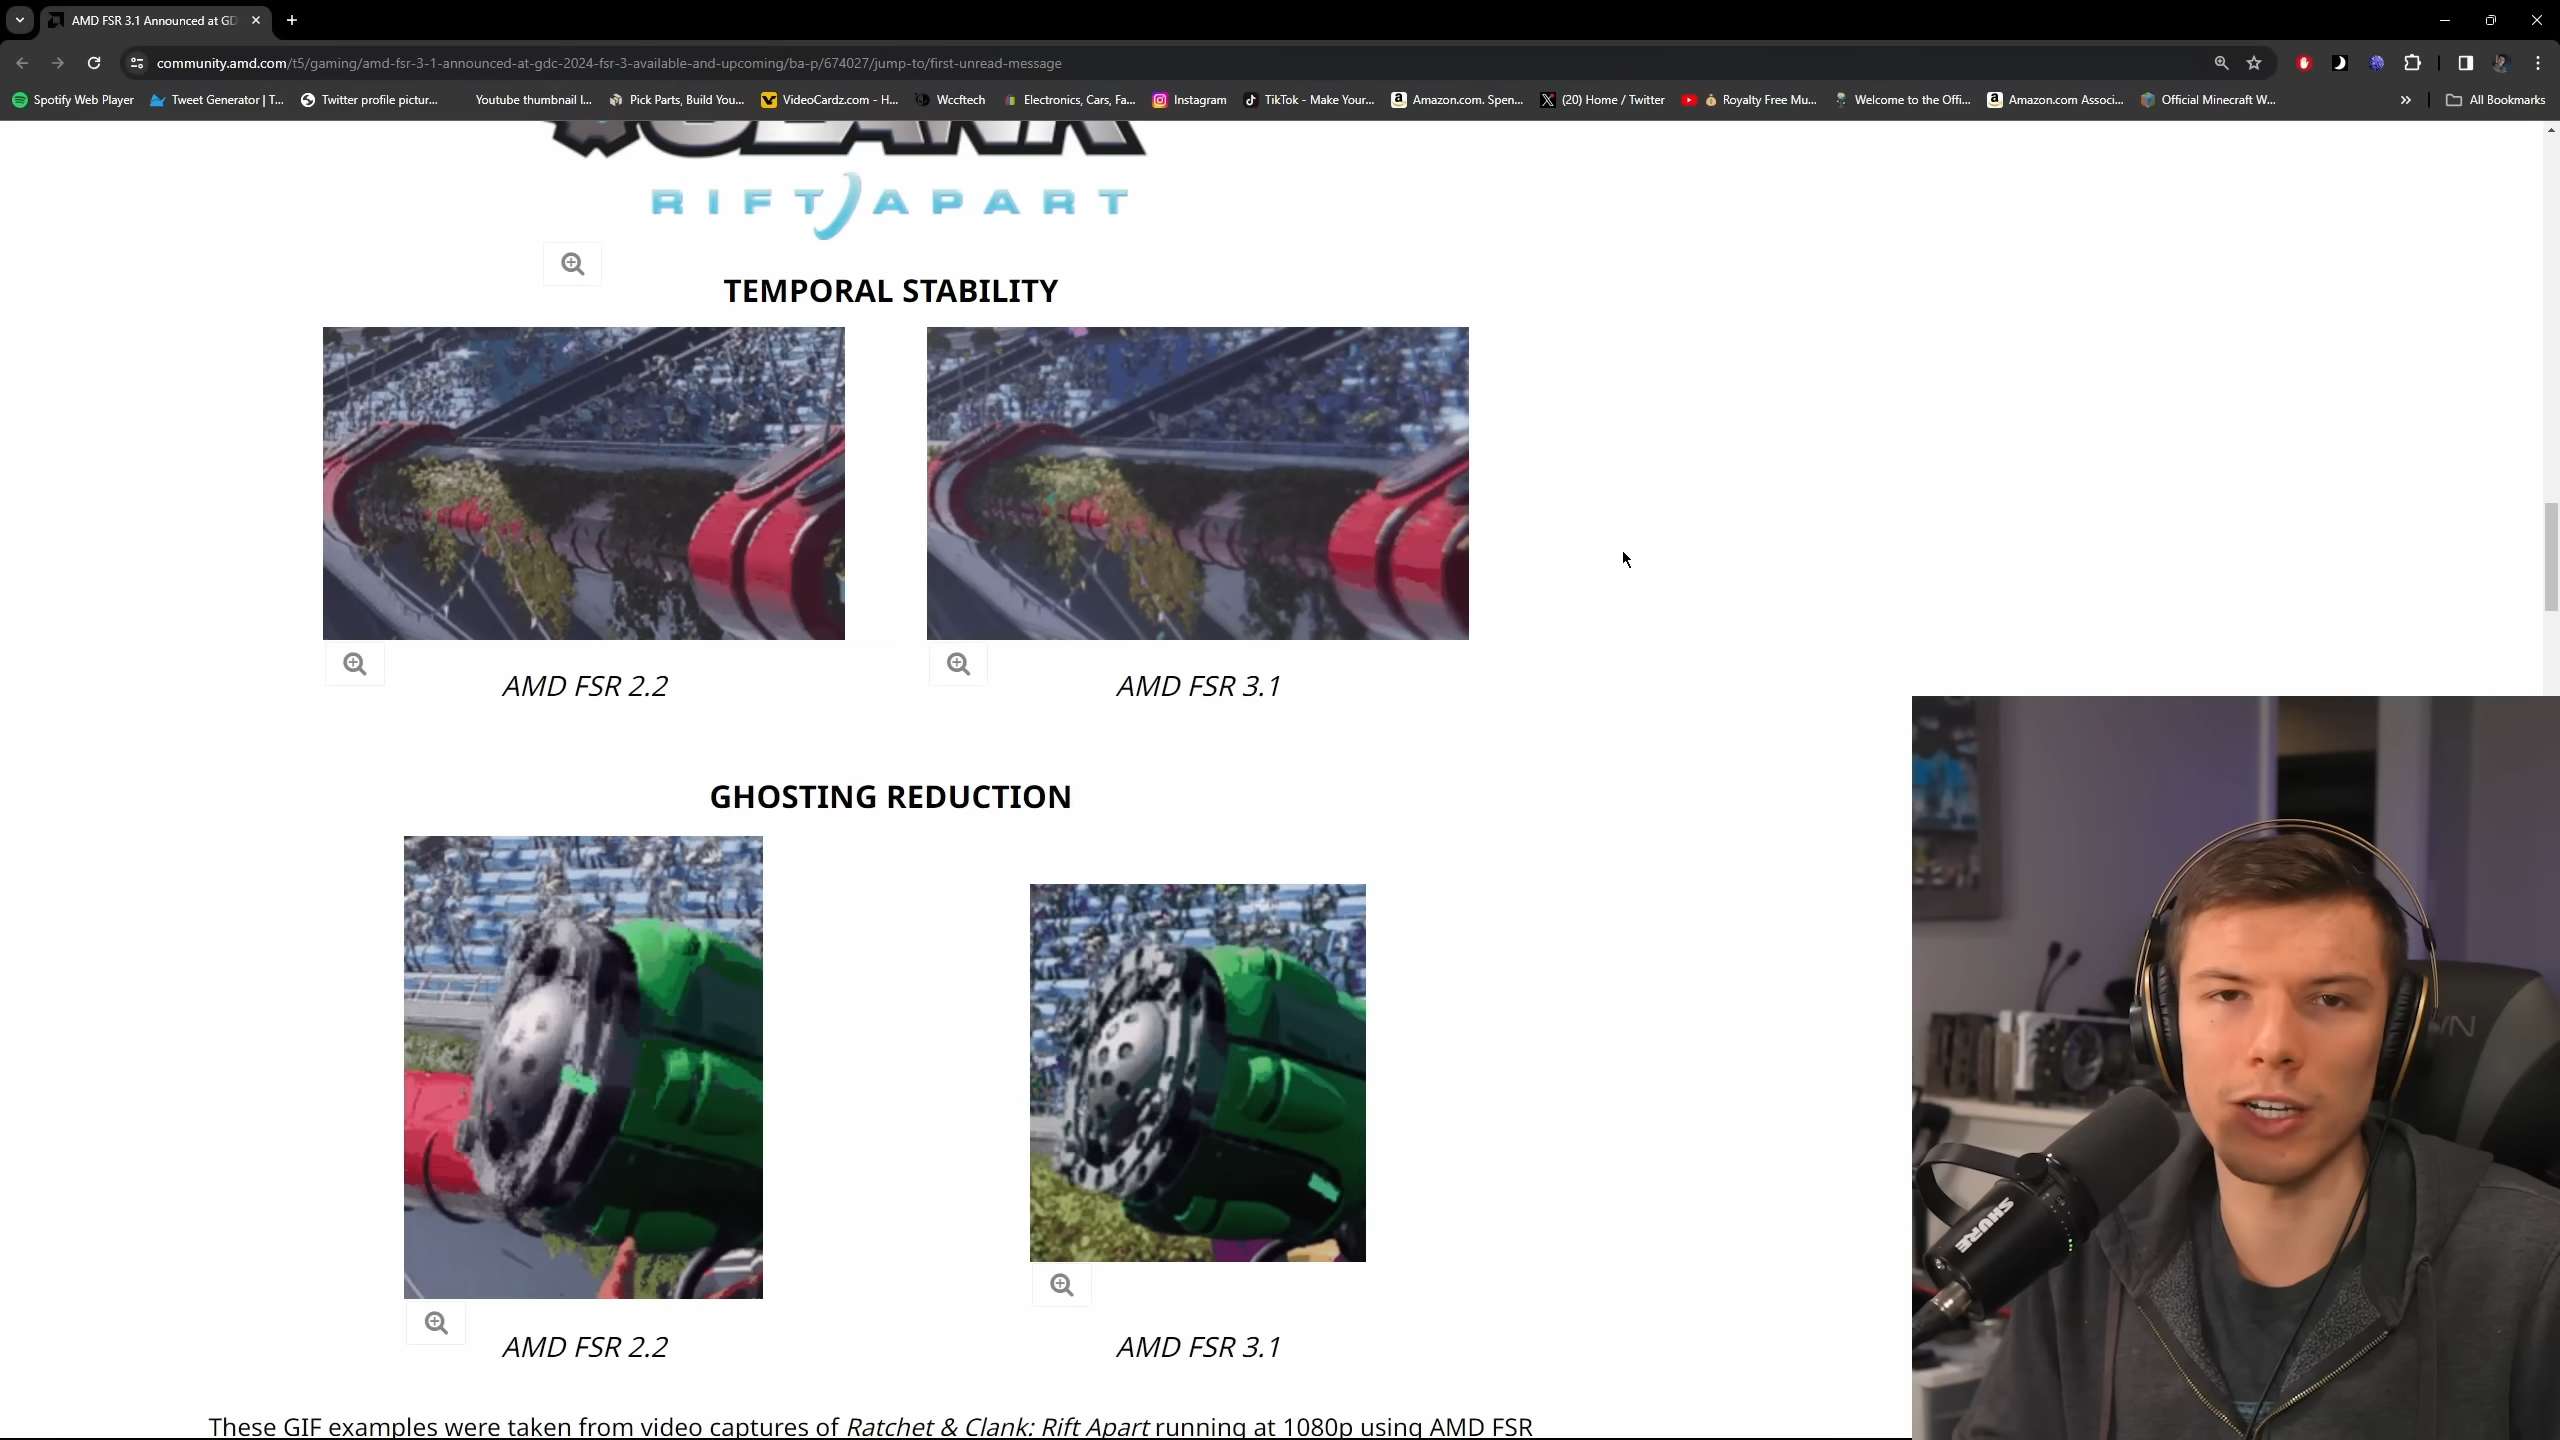 AMD FSR 3.1 Announced at GD
community.amd.com/t5/gaming/amd-fsr-3-1-announced-at-gdc-2024-fsr-3-available-and-upcoming/ba-p/674027/jump-to/first-unread-message
Spotify Web Player
Tweet Generator | T...
Twitter profile pictur...
Youtube thumbnail l...
Pick Parts, Build You...
VideoCardz.com - H...
Wccftech
Electronics, Cars, Fa...
Instagram
TikTok - Make Your...
Amazon.com. Spen...
(20) Home / Twitter
Royalty Free Mu...
Welcome to the Offi...
Amazon.com Associ...
Official Minecraft W...
All Bookmarks
CLANK
RIFT APART
TEMPORAL STABILITY
AMD FSR 2.2
AMD FSR 3.1
GHOSTING REDUCTION
AMD FSR 2.2
AMD FSR 3.1
SHURE
These GIF examples were taken from video captures of Ratchet & Clank: Rift Apart running at 1080p using AMD FSR